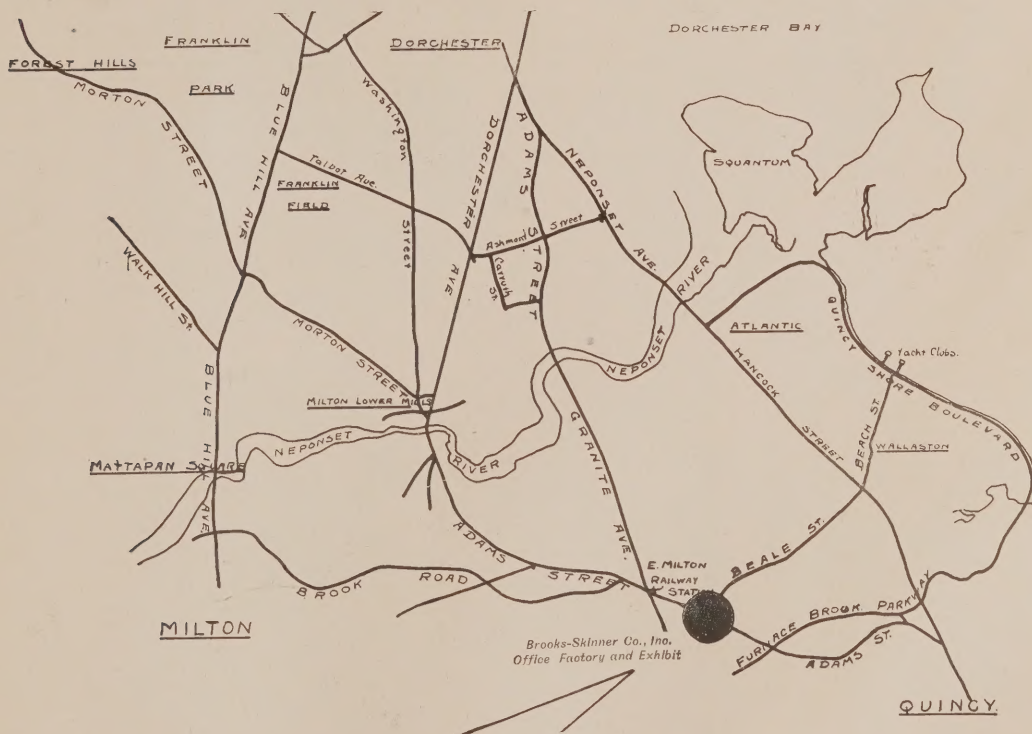 DORCHESTER BAY
FRANKLIN
PARK
DORCHESTER
FOREST HILLS
MORTON
STREET
BLUE HILL AVE
Washington
Street
DORCHESTER
AVE
ADAMS
STREET
NEPONSET
AVE.
SQUANTUM
Talbot Ave.
FRANKLIN
FIELD
Ashmont Street
Carruth
St.
WALK HILL St.
MORTON
STREET
NEPONSET
RIVER
ATLANTIC
QUINCY
SHORE BOULEVARD
Yacht Clubs.
HANCOCK
STREET
BEACH ST.
WALLASTON
BLUE HILL AVE.
MILTON LOWER MILLS
NEPONSET
RIVER
MATTAPAN SQUARE
GRANITE
AVE.
ADAMS
STREET
BROOK ROAD
E. MILTON
RAILWAY
STATION
BEALE ST.
FURNACE BROOK PARKWAY
ADAMS ST.
MILTON
Brooks-Skinner Co., Inc.
Office Factory and Exhibit
QUINCY.